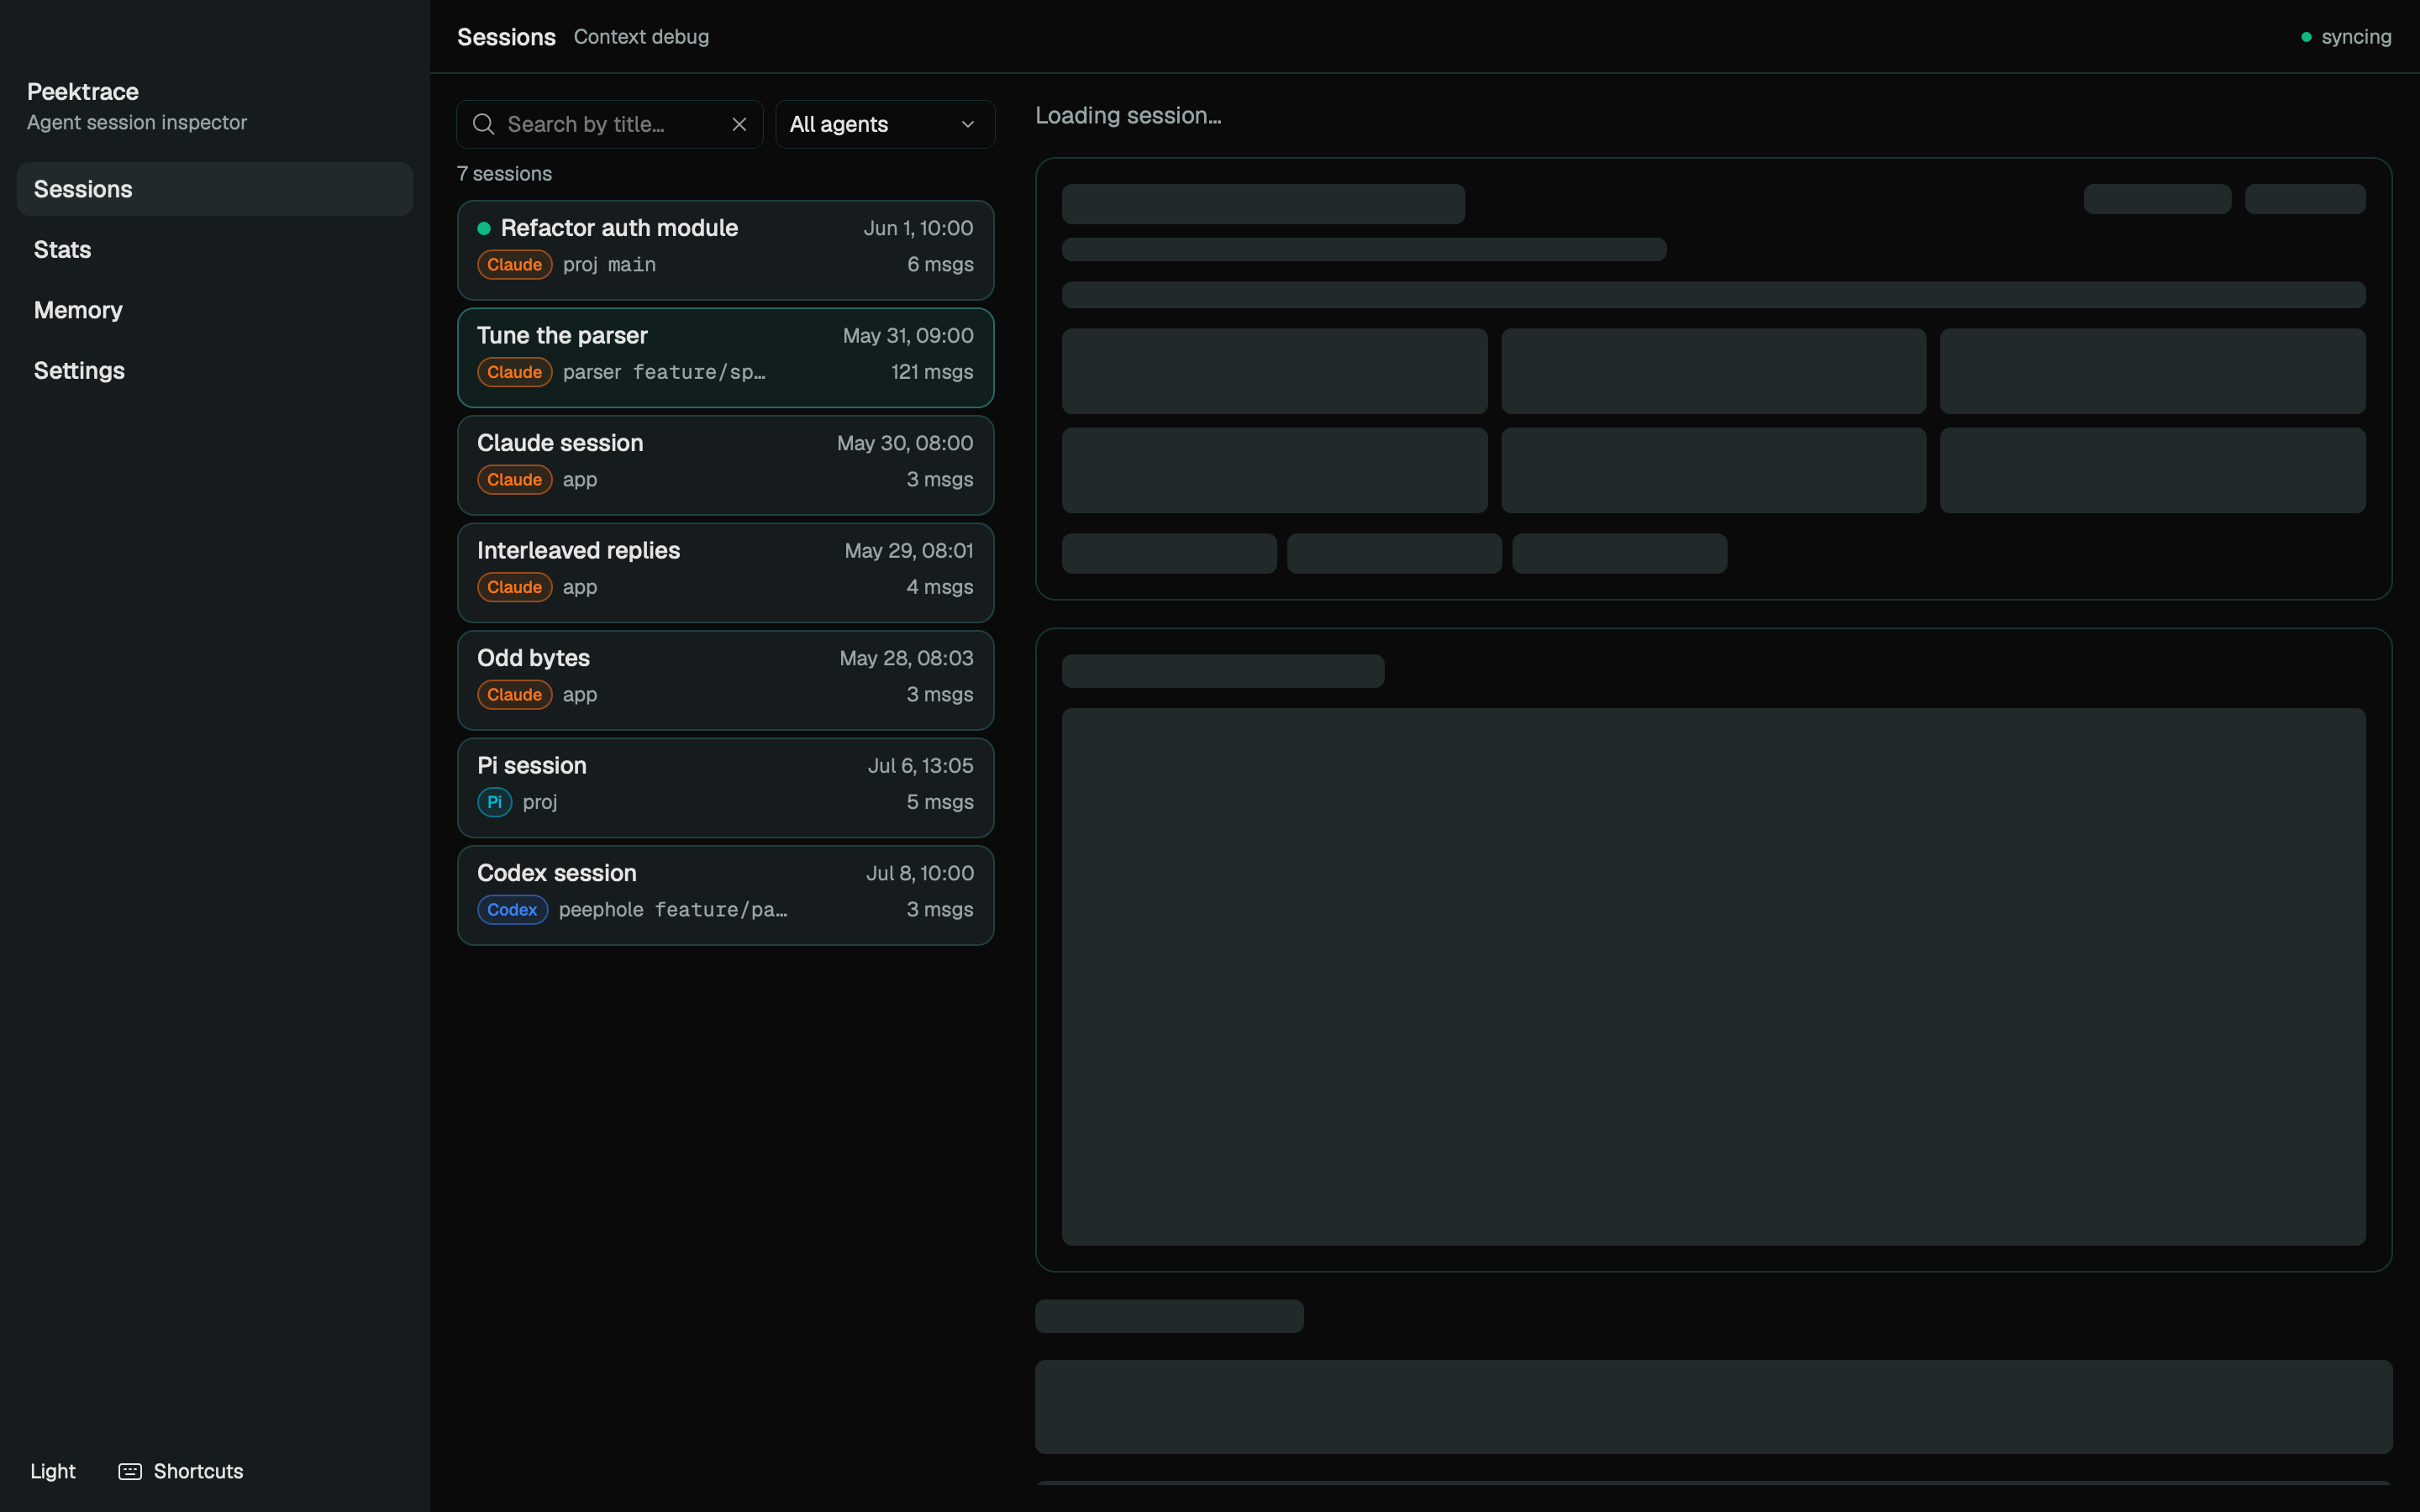 Peektrace
Agent session inspector
Sessions
Stats
Memory
Settings
Light
Shortcuts
Sessions Context debug
syncing
Search by title...
All agents
7 sessions
Refactor auth module Jun 1, 10:00
Claude proj main 6 msgs
Tune the parser May 31, 09:00
Claude parser feature/sp... 121 msgs
Claude session May 30, 08:00
Claude app 3 msgs
Interleaved replies May 29, 08:01
Claude app 4 msgs
Odd bytes May 28, 08:03
Claude app 3 msgs
Pi session Jul 6, 13:05
Pi proj 5 msgs
Codex session Jul 8, 10:00
Codex peephole feature/pa... 3 msgs
Loading session...